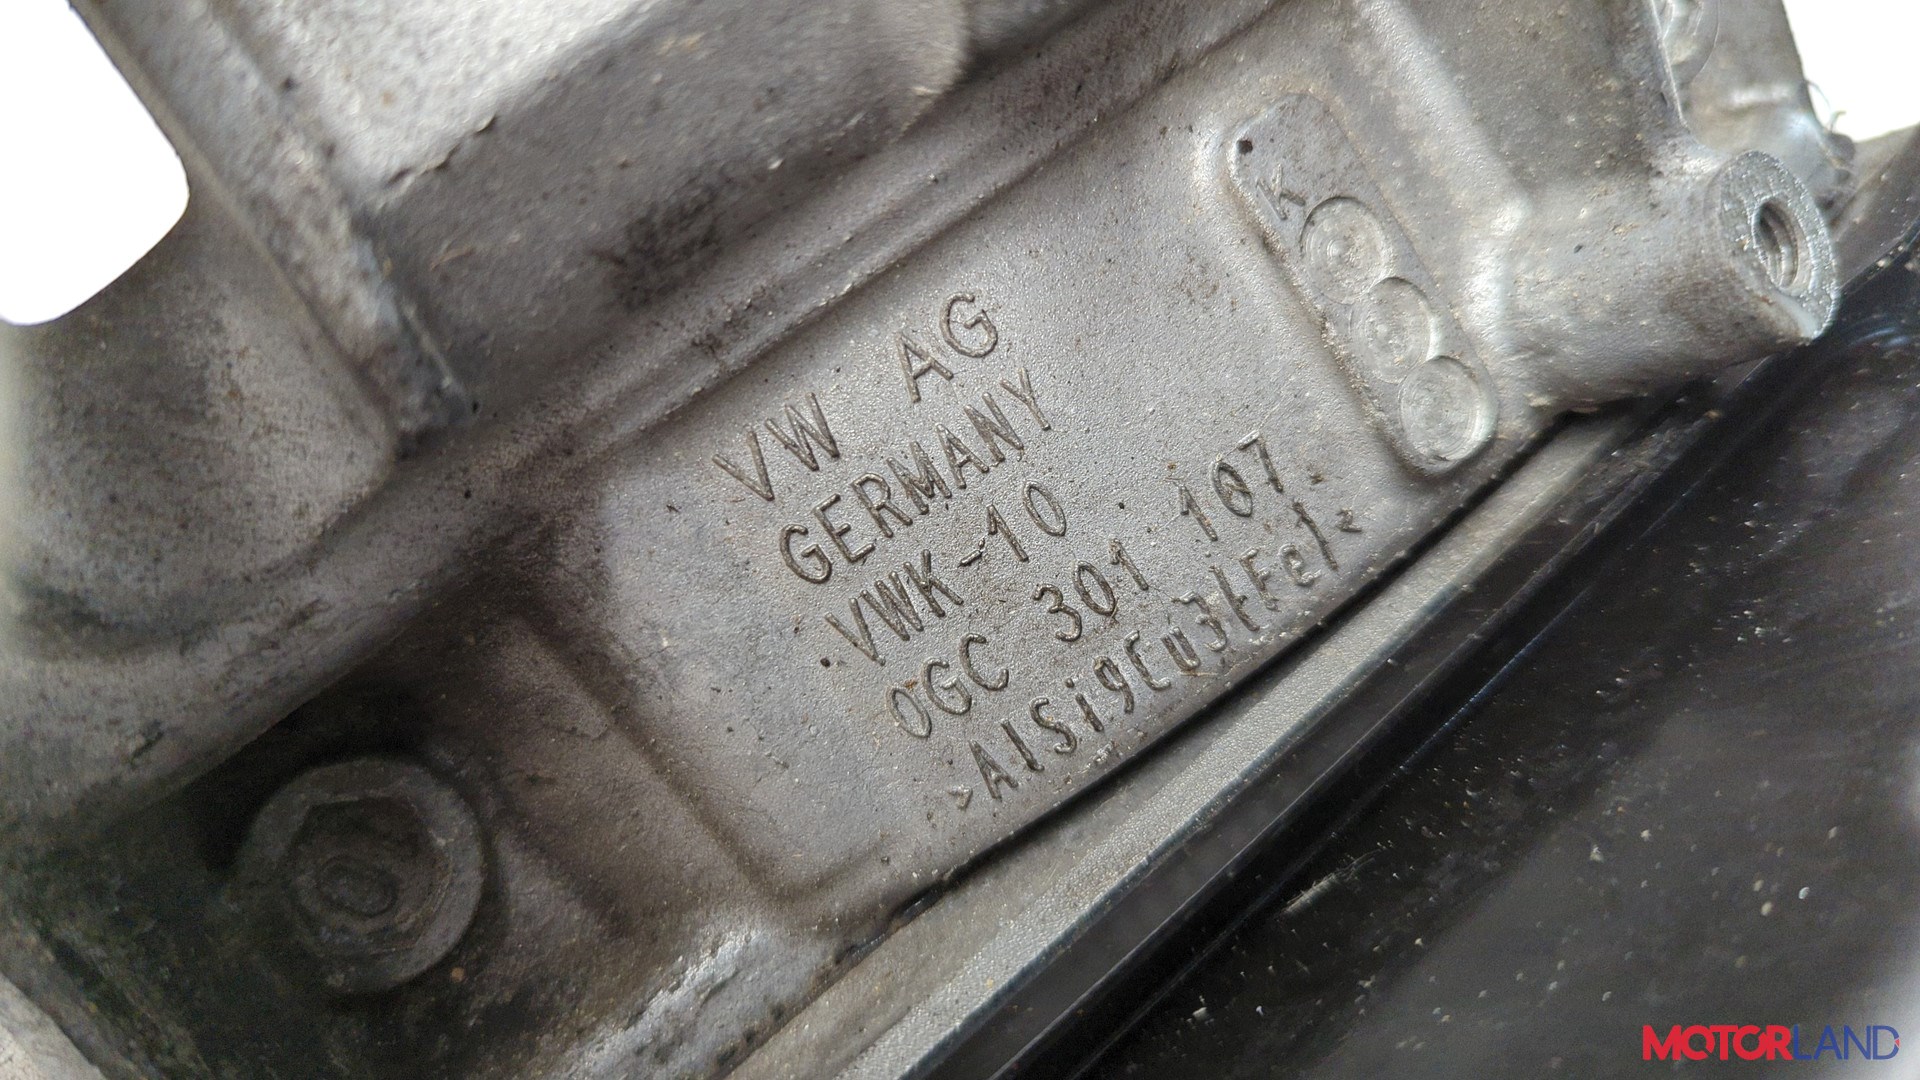 K
VW AG
GERMANY
VWK-10
0GC 301 107
>AlSi9Cu3(Fe)<
MOTORLAND